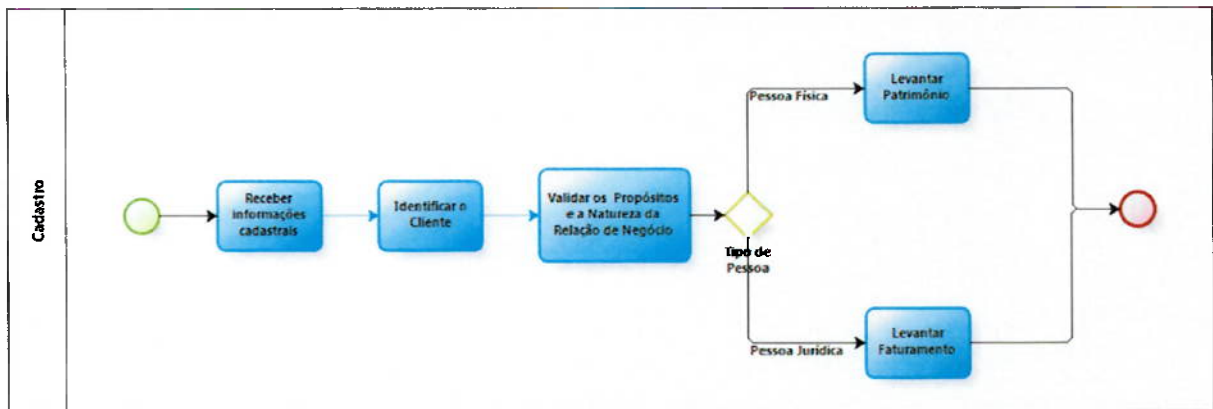 Cadastro
Receber
informações
cadastrais
Identificar o
Cliente
Validar os Propósitos
e a Natureza da
Relação de Negócio
Tipo de
Pessoa
Pessoa Física
Levantar
Patrimônio
Pessoa Jurídica
Levantar
Faturamento